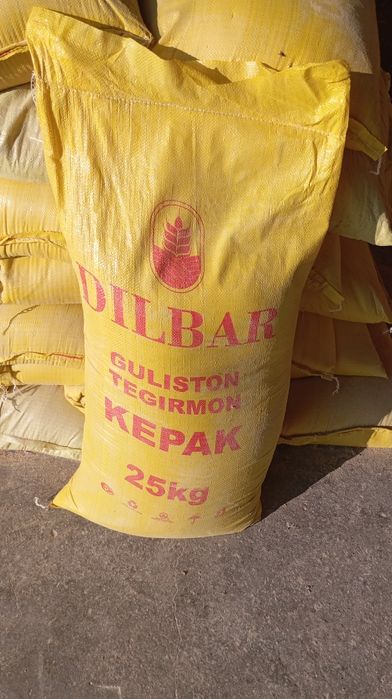 DILBAR
GULISTON
TEGIRMON
KEPAK
25kg